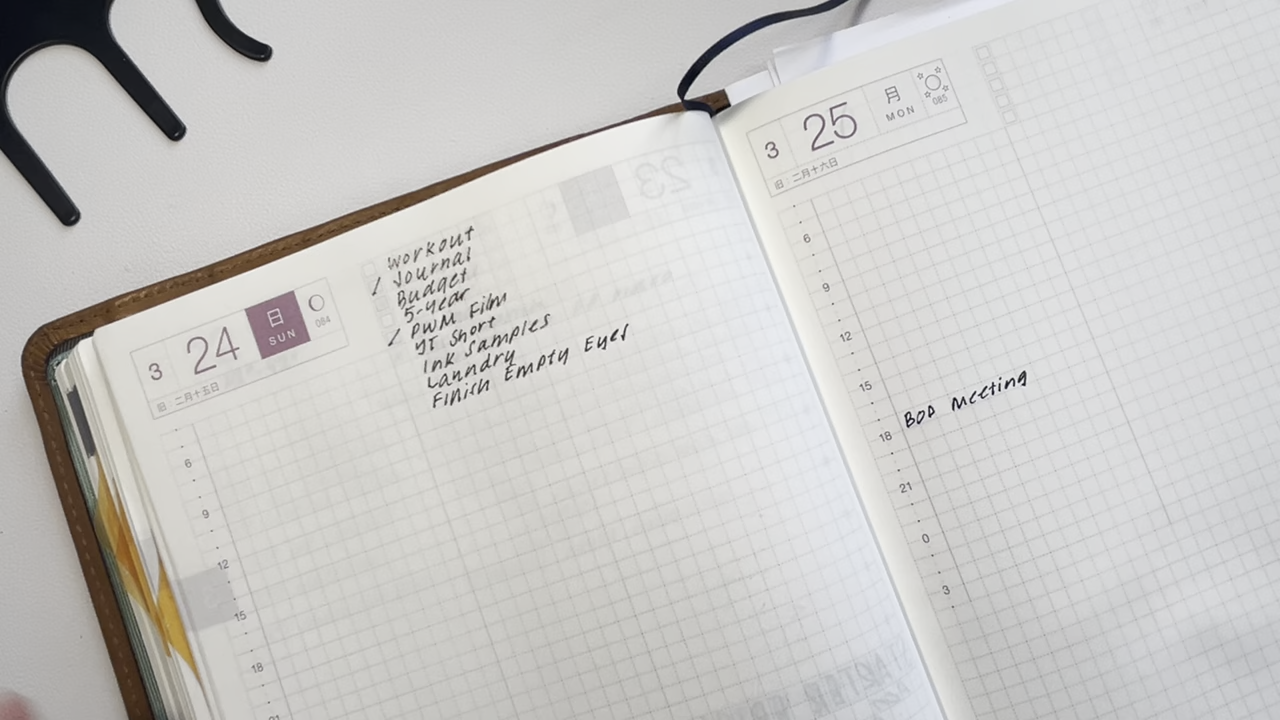 3 24 日 SUN 084
旧: 二月十五日
Workout
✓ Journal
Budget
5-year
✓ PWM Film
YT Short
Ink Samples
Laundry
Finish Empty Eyes
6
9
12
15
18
21
3 25 月 MON 085
旧: 二月十六日
6
9
12
15
BOD Meeting
18
21
0
3
23